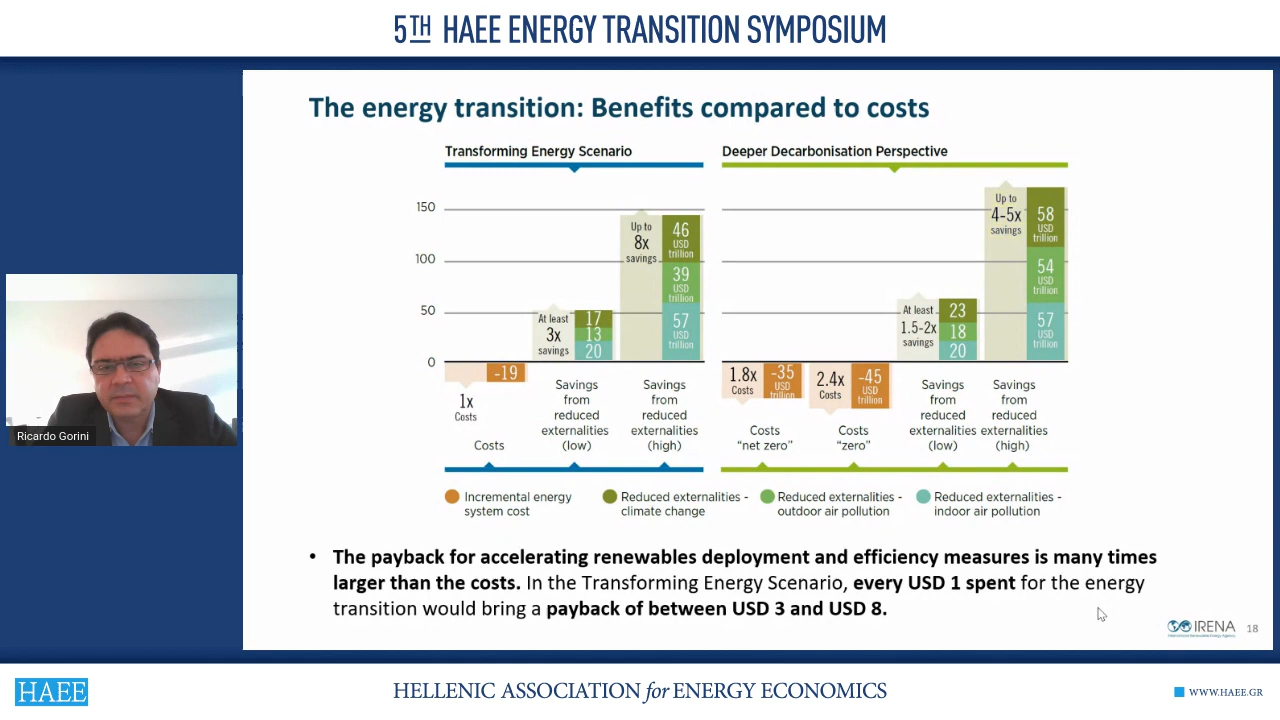 5TH HAEE ENERGY TRANSITION SYMPOSIUM
The energy transition: Benefits compared to costs
Transforming Energy Scenario
Deeper Decarbonisation Perspective
150
100
50
0
-19
1x
Costs
Costs
At least
3x
savings
17
13
20
Savings
from
reduced
externalities
(low)
Up to
8x
savings
46
USD
trillion
39
USD
trillion
57
USD
trillion
Savings
from
reduced
externalities
(high)
1.8x
Costs
-35
USD
trillion
Costs
“net zero”
2.4x
Costs
-45
USD
trillion
Costs
“zero”
At least
1.5-2x
savings
23
18
20
Savings
from
reduced
externalities
(low)
Up to
4-5x
savings
58
USD
trillion
54
USD
trillion
57
USD
trillion
Savings
from
reduced
externalities
(high)
Incremental energy
system cost
Reduced externalities -
climate change
Reduced externalities -
outdoor air pollution
Reduced externalities -
indoor air pollution
• The payback for accelerating renewables deployment and efficiency measures is many times
larger than the costs. In the Transforming Energy Scenario, every USD 1 spent for the energy
transition would bring a payback of between USD 3 and USD 8.
IRENA
International Renewable Energy Agency
18
Ricardo Gorini
HAEE
HELLENIC ASSOCIATION for ENERGY ECONOMICS
WWW.HAEE.GR